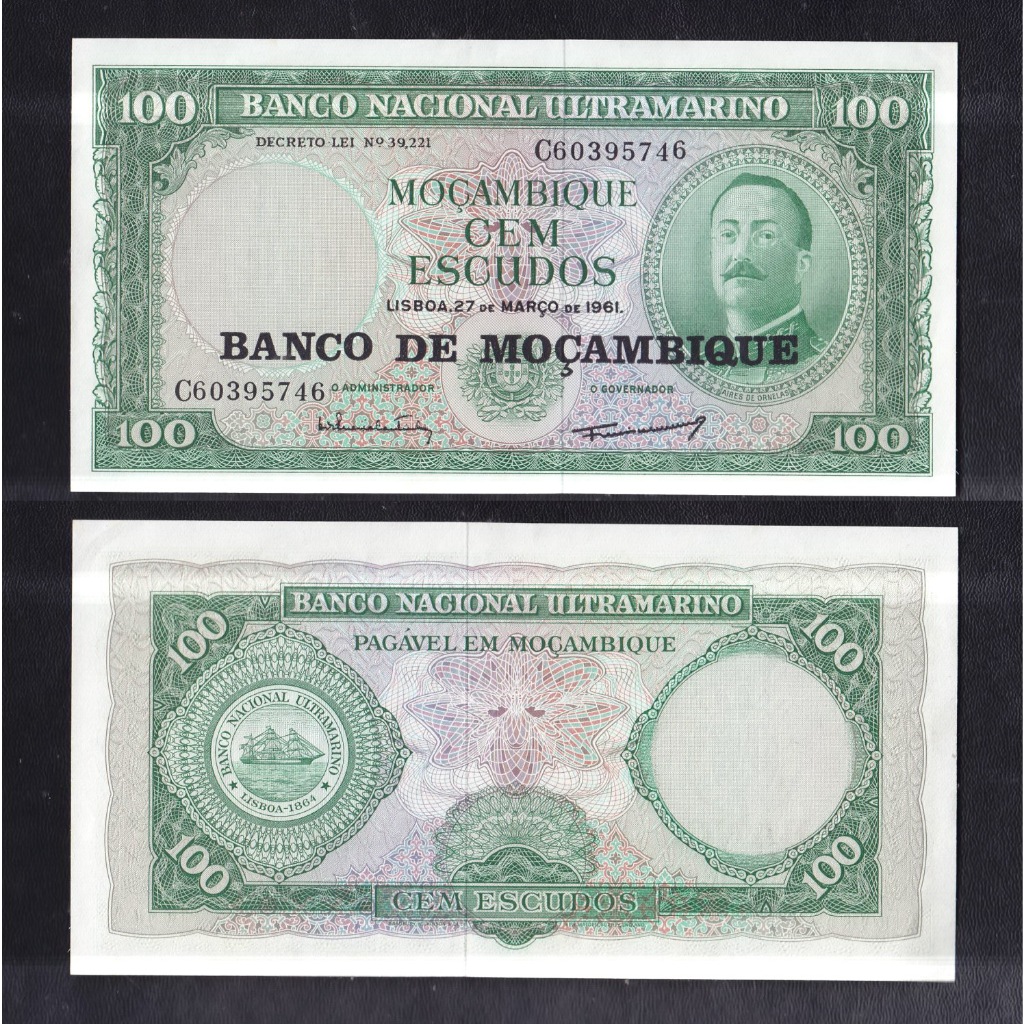 100 BANCO NACIONAL ULTRAMARINO 100
DECRETO LEI Nº 39,221
C60395746
MOÇAMBIQUE
CEM
ESCUDOS
LISBOA, 27 DE MARÇO DE 1961.
BANCO DE MOÇAMBIQUE
C60395746
O ADMINISTRADOR
O GOVERNADOR
AIRES DE ORNELAS
100 100
BANCO NACIONAL ULTRAMARINO
100 100
PAGÁVEL EM MOÇAMBIQUE
BANCO NACIONAL ULTRAMARINO
LISBOA-1864
100 100
CEM ESCUDOS